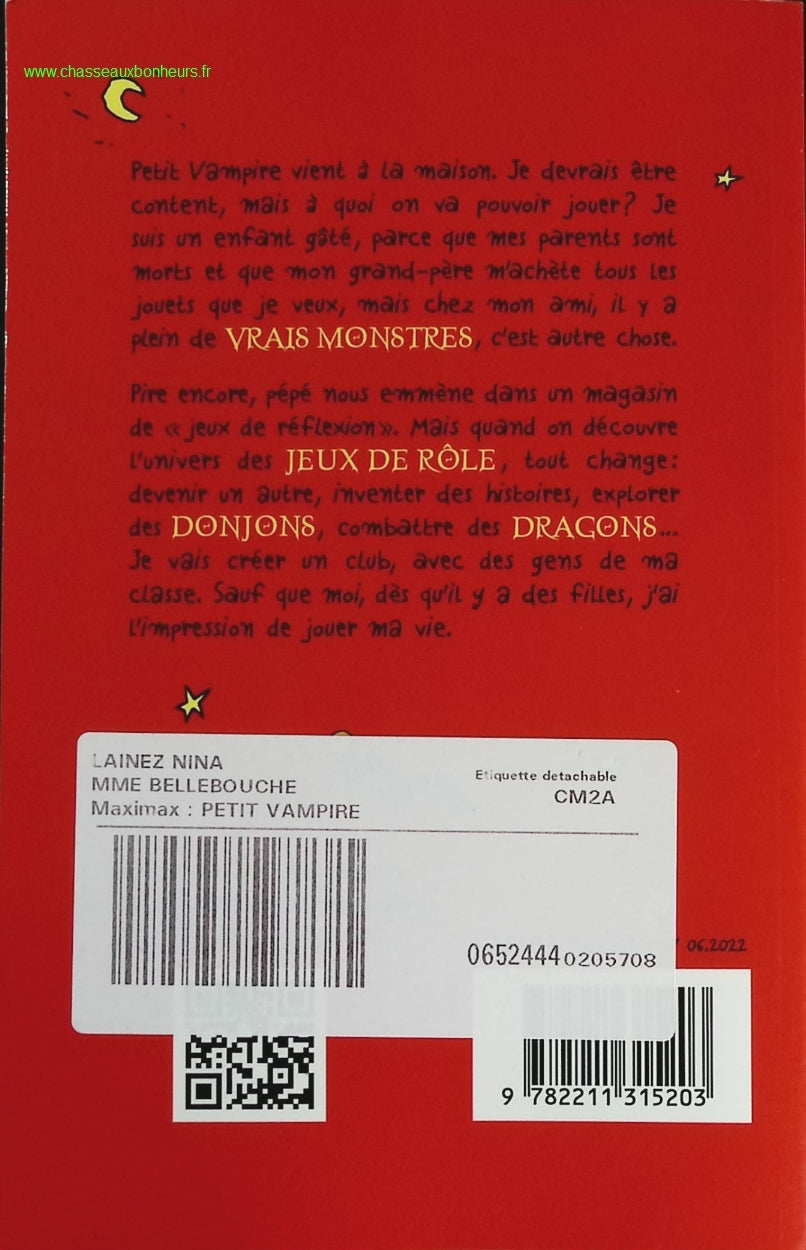 www.chasseauxbonheurs.fr
Petit Vampire vient à la maison. Je devrais être
content, mais à quoi on va pouvoir jouer? Je
suis un enfant gâté, parce que mes parents sont
morts et que mon grand-père m'achète tous les
jouets que je veux, mais chez mon ami, il y a
plein de VRAIS MONSTRES, c'est autre chose.
Pire encore, pépé nous emmène dans un magasin
de « jeux de réflexion ». Mais quand on découvre
l'univers des JEUX DE RÔLE, tout change:
devenir un autre, inventer des histoires, explorer
des DONJONS, combattre des DRAGONS...
Je vais créer un club, avec des gens de ma
classe. Sauf que moi, dès qu'il y a des filles, j'ai
l'impression de jouer ma vie.
LAINEZ NINA
MME BELLEBOUCHE
Maximax : PETIT VAMPIRE
Etiquette detachable
CM2A
0652444 0205708
06.2022
9 782211 315203